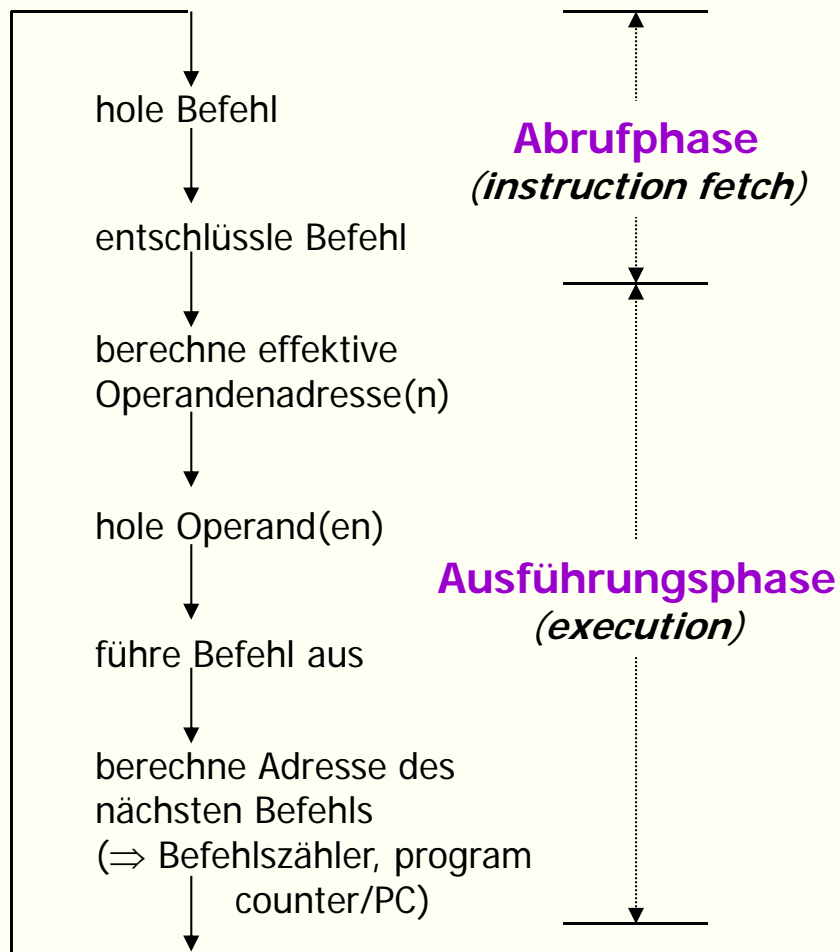 hole Befehl
entschlüssle Befehl
berechne effektive
Operandenadresse(n)
hole Operand(en)
führe Befehl aus
berechne Adresse des
nächsten Befehls
(⇒ Befehlszähler, program
counter/PC)
Abrufphase
(instruction fetch)
Ausführungsphase
(execution)